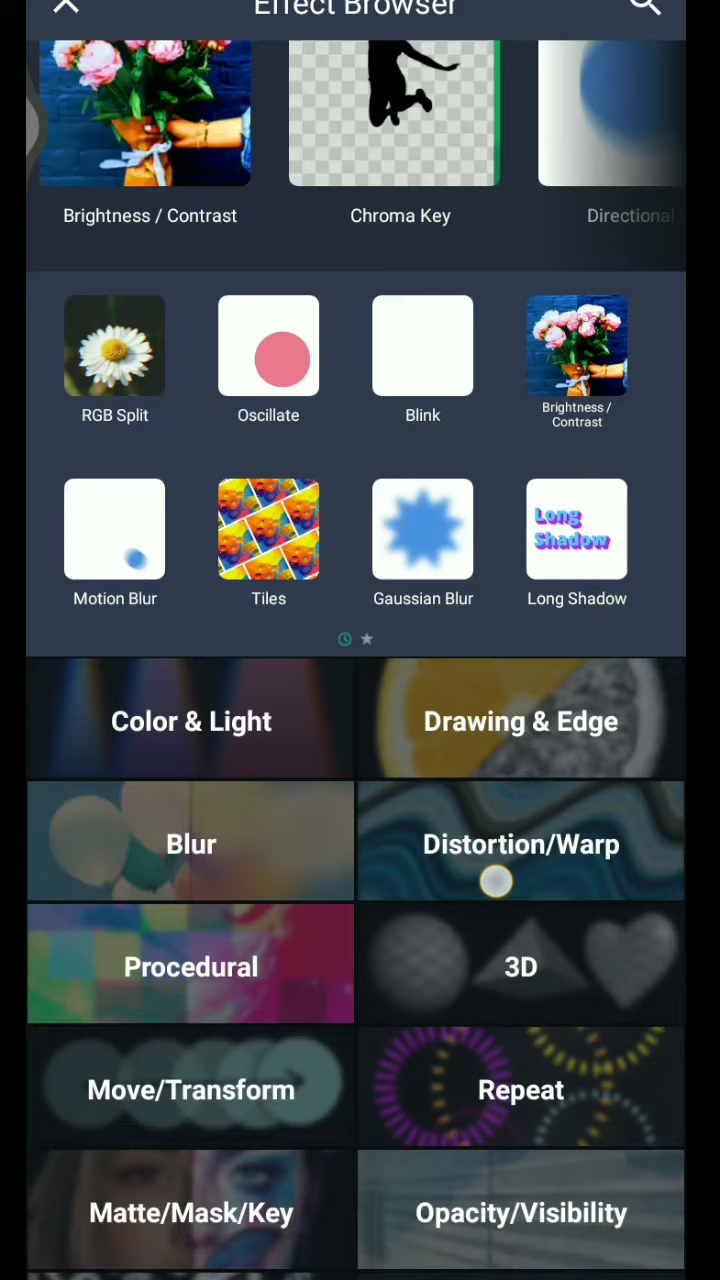 Effect Browser
Brightness / Contrast
Chroma Key
Directional
RGB Split
Oscillate
Blink
Brightness /
Contrast
Motion Blur
Tiles
Gaussian Blur
Long Shadow
Long
Shadow
Color & Light
Drawing & Edge
Blur
Distortion/Warp
Procedural
3D
Move/Transform
Repeat
Matte/Mask/Key
Opacity/Visibility